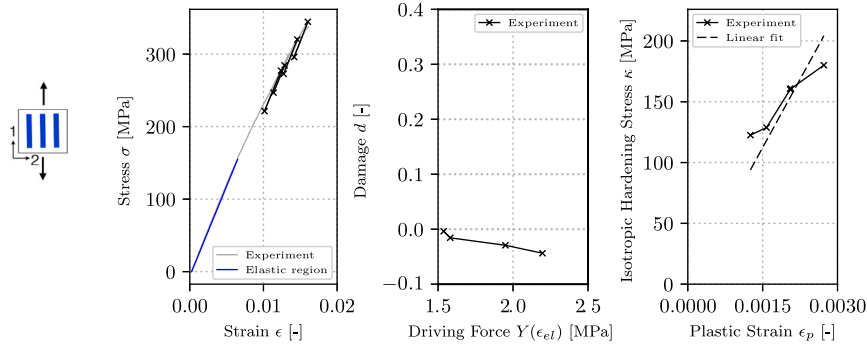 1
2
Stress σ [MPa]
300
200
100
0
0.00
0.01
0.02
Strain ϵ [-]
Experiment
Elastic region
Damage d [-]
0.4
0.3
0.2
0.1
0.0
−0.1
1.5
2.0
2.5
Driving Force Y(ϵ_el) [MPa]
Experiment
Isotropic Hardening Stress κ [MPa]
200
150
100
50
0
0.0000
0.0015
0.0030
Plastic Strain ϵ_p [-]
Experiment
Linear fit